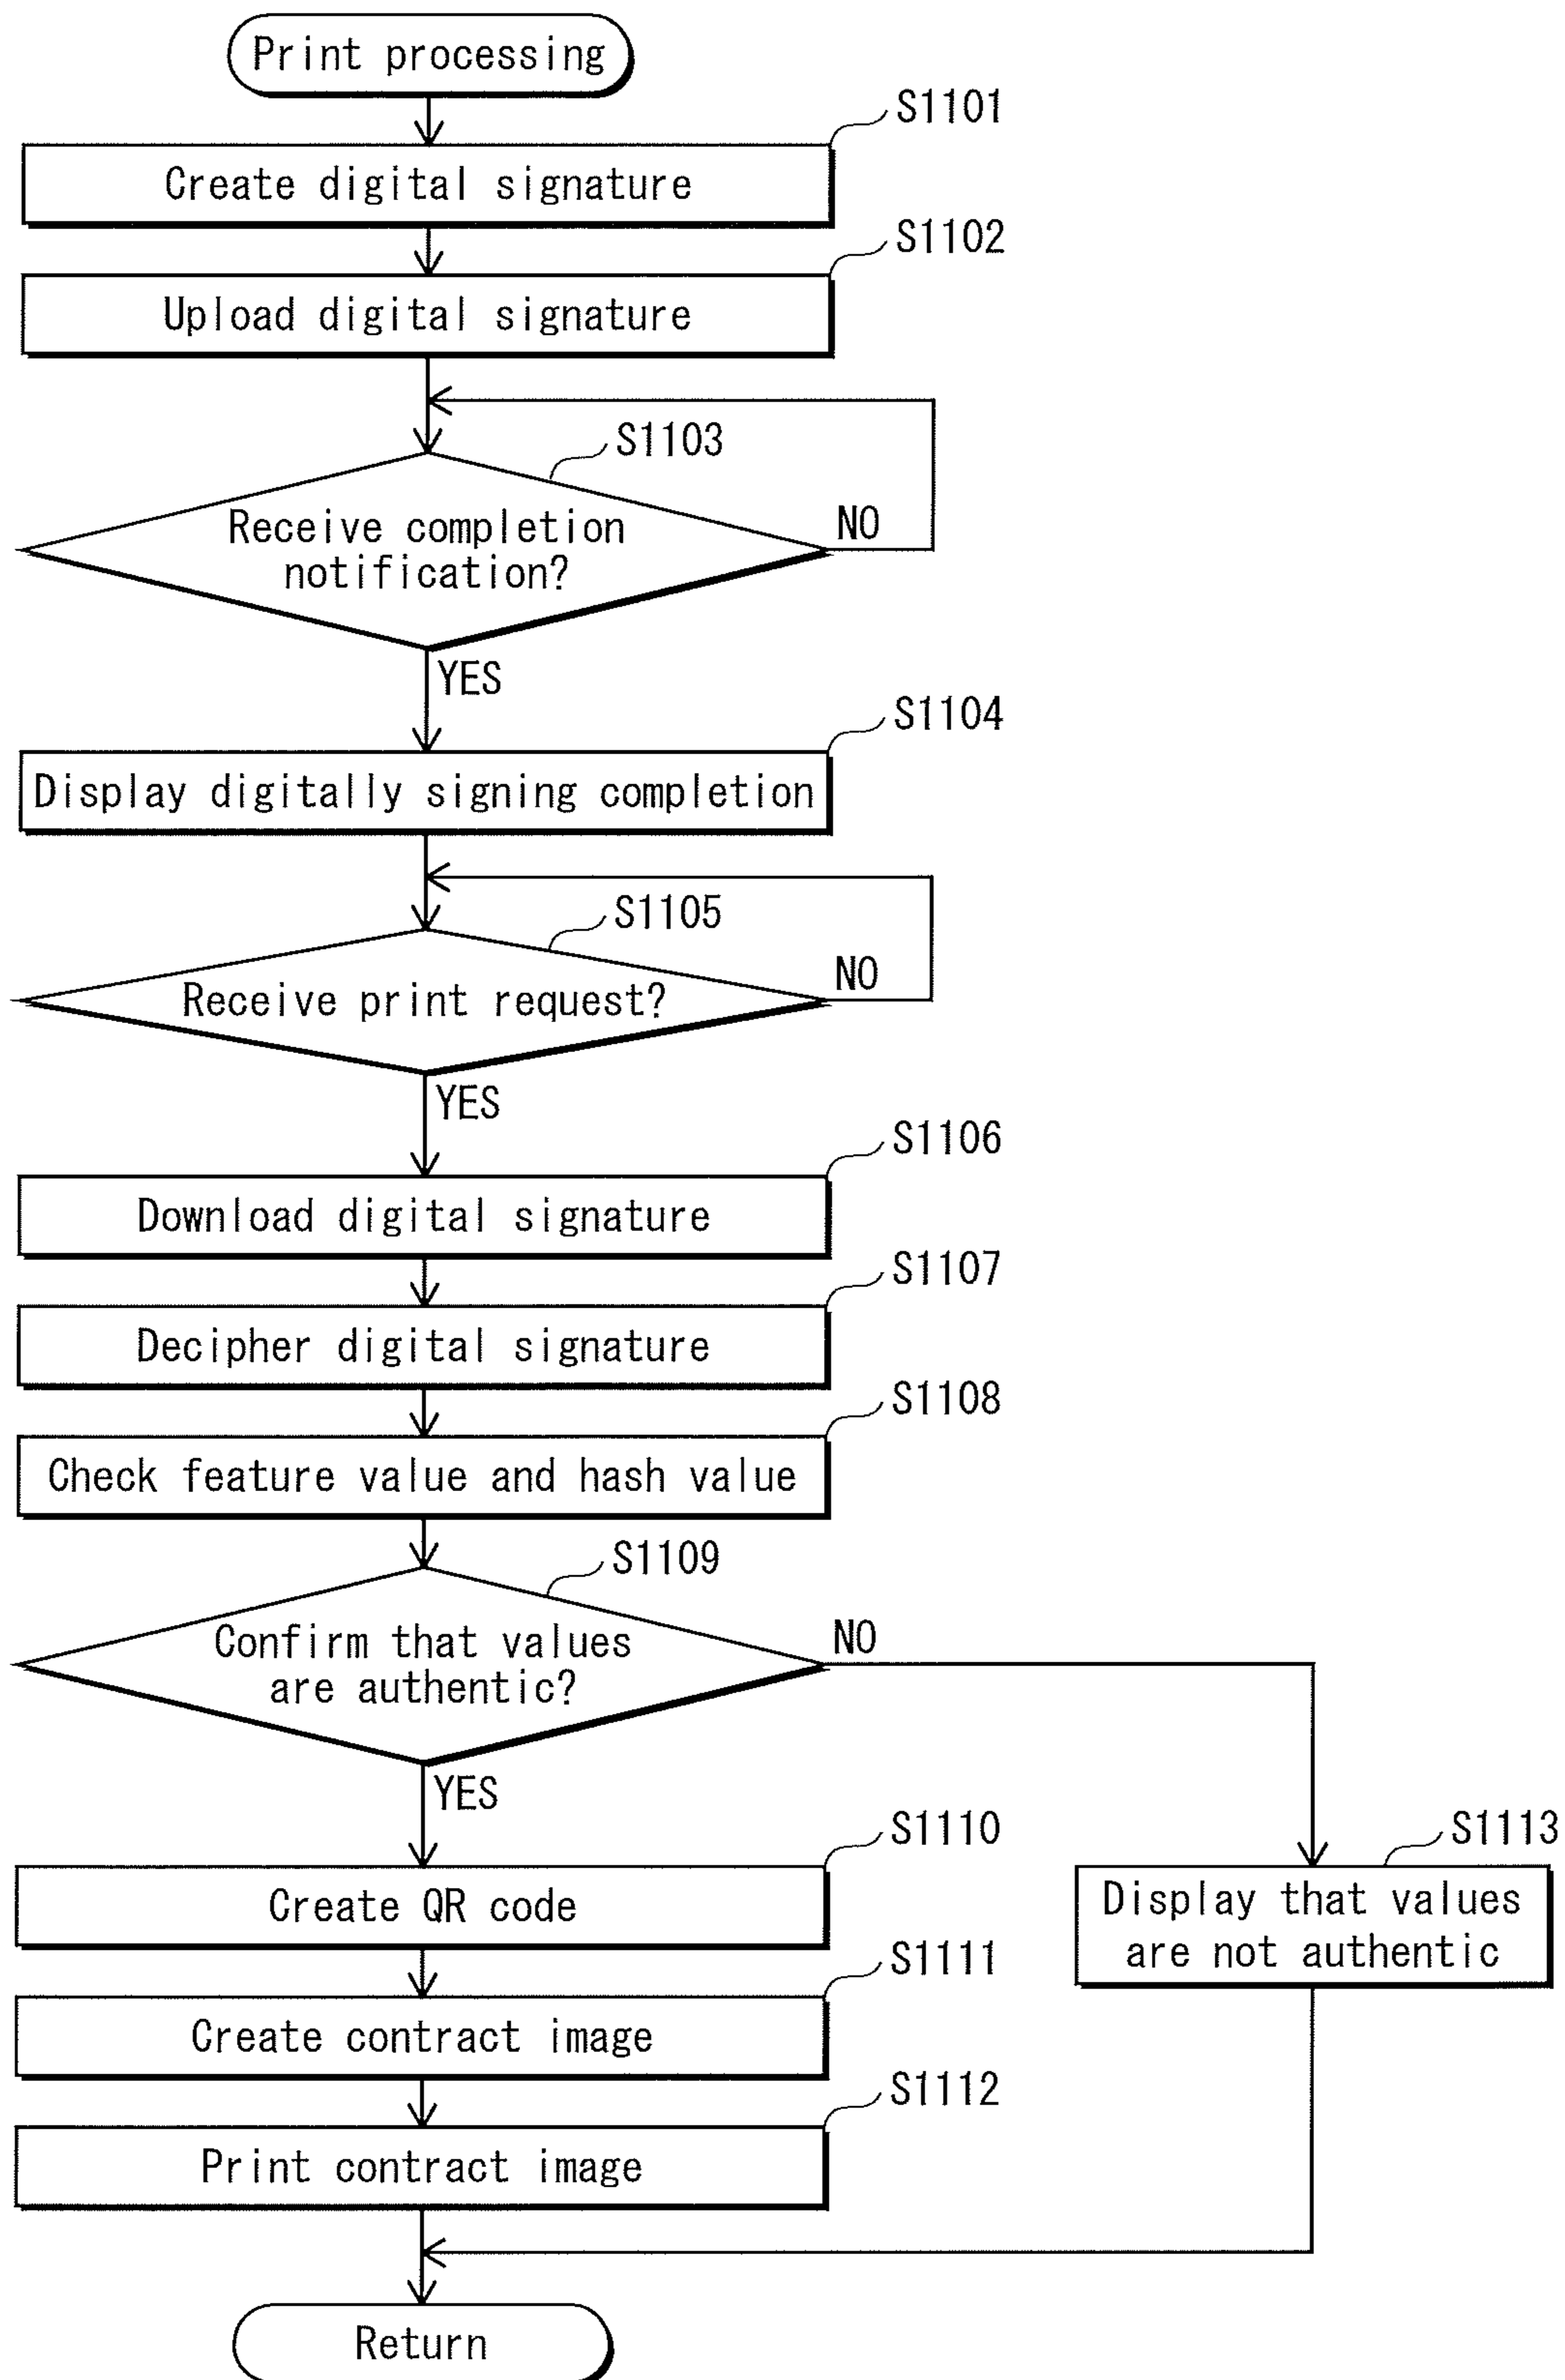 Print processing
S1101
Create digital signature
S1102
Upload digital signature
S1103
Receive completion
notification?
NO
YES
S1104
Display digitally signing completion
S1105
Receive print request?
NO
YES
S1106
Download digital signature
S1107
Decipher digital signature
S1108
Check feature value and hash value
S1109
Confirm that values
are authentic?
NO
YES
S1110
Create QR code
S1113
Display that values
are not authentic
S1111
Create contract image
S1112
Print contract image
Return